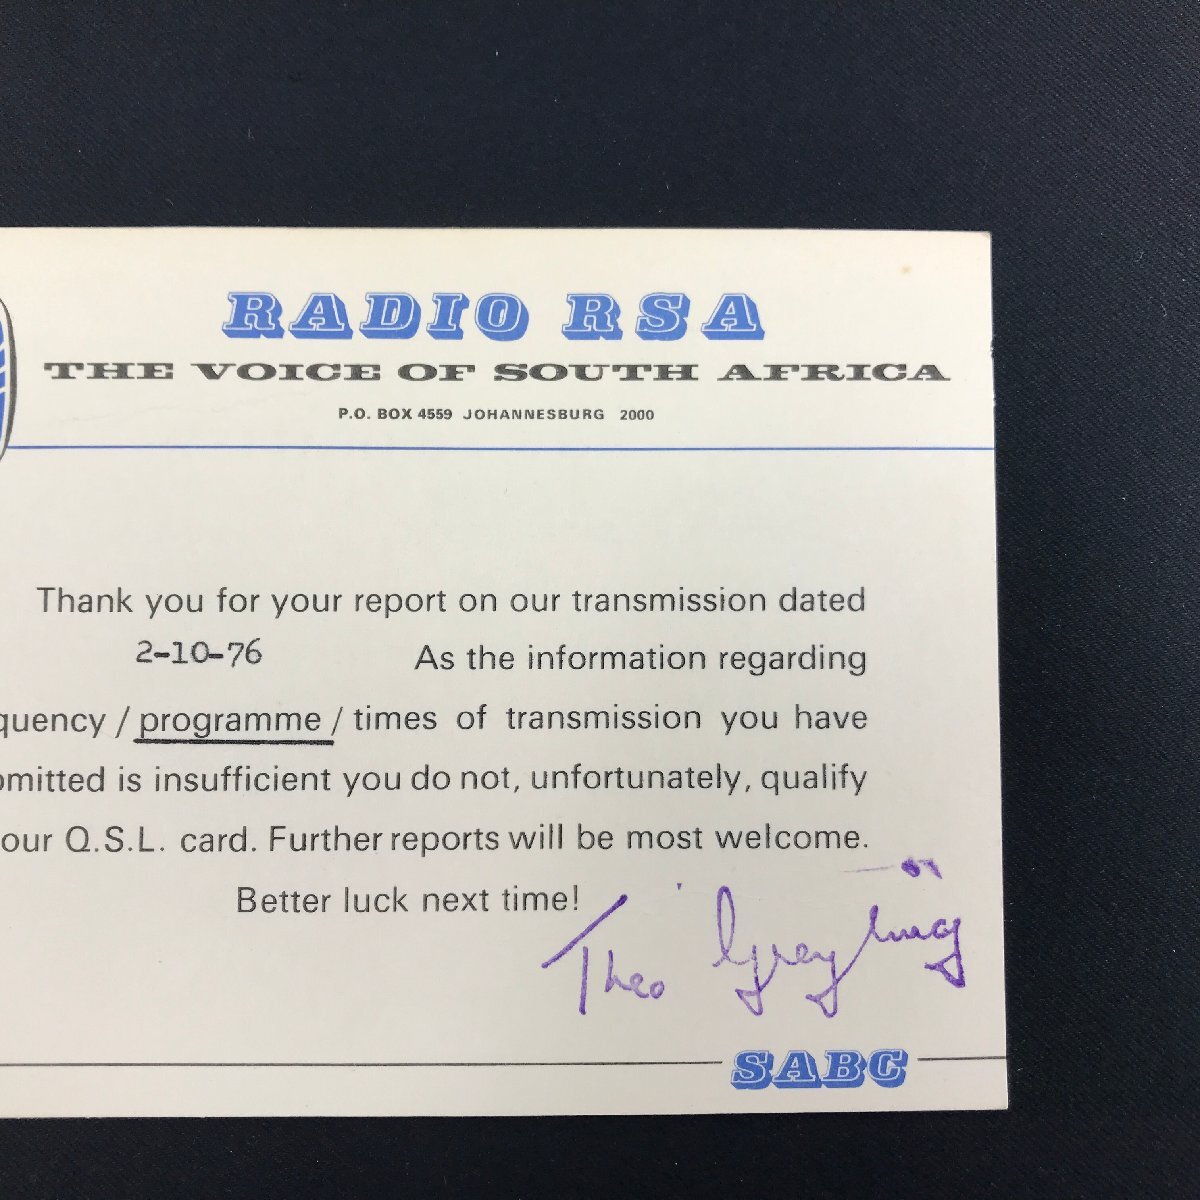 RADIO RSA
THE VOICE OF SOUTH AFRICA
P.O. BOX 4559 JOHANNESBURG 2000
Thank you for your report on our transmission dated
2-10-76 As the information regarding
quency / programme / times of transmission you have
omitted is insufficient you do not, unfortunately, qualify
our Q.S.L. card. Further reports will be most welcome.
Better luck next time!
Theo Greyling
SABC